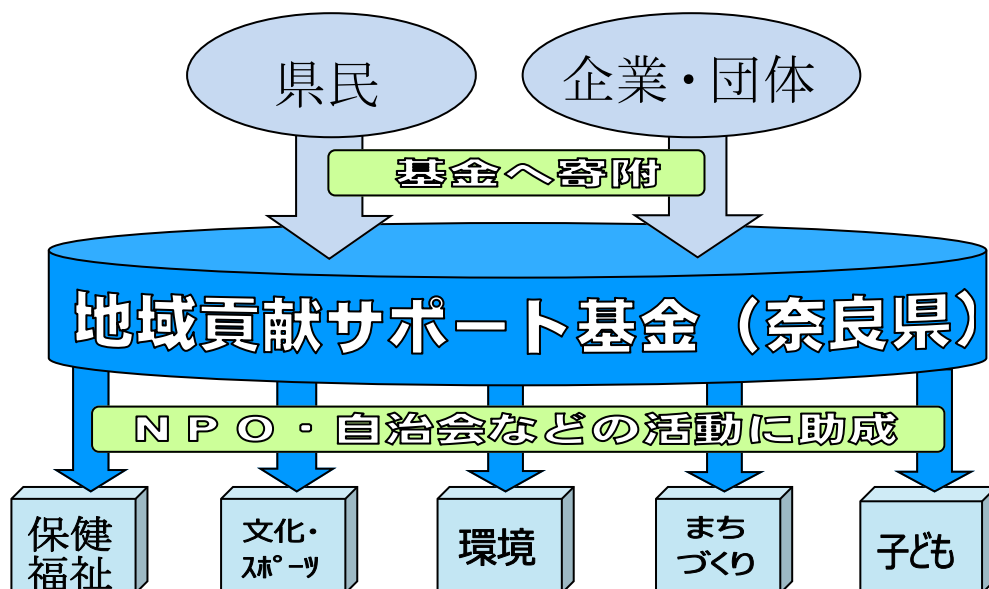 県民
企業・団体
基金へ寄附
地域貢献サポート基金（奈良県）
ＮＰＯ・自治会などの活動に助成
保健
福祉
文化・
ｽﾎﾟｰﾂ
環境
まち
づくり
子ども